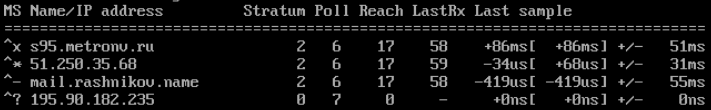 MS Name/IP address         Stratum Poll Reach LastRx Last sample
===============================================================================
^x s95.metronv.ru                2   6    17    58    +86ms[  +86ms] +/-   51ms
^* 51.250.35.68                  2   6    17    59    -34us[  +68us] +/-   31ms
^- mail.rashnikov.name           2   6    17    58   -419us[ -419us] +/-   55ms
^? 195.90.182.235                0   7     0     -     +0ns[   +0ns] +/-    0ns